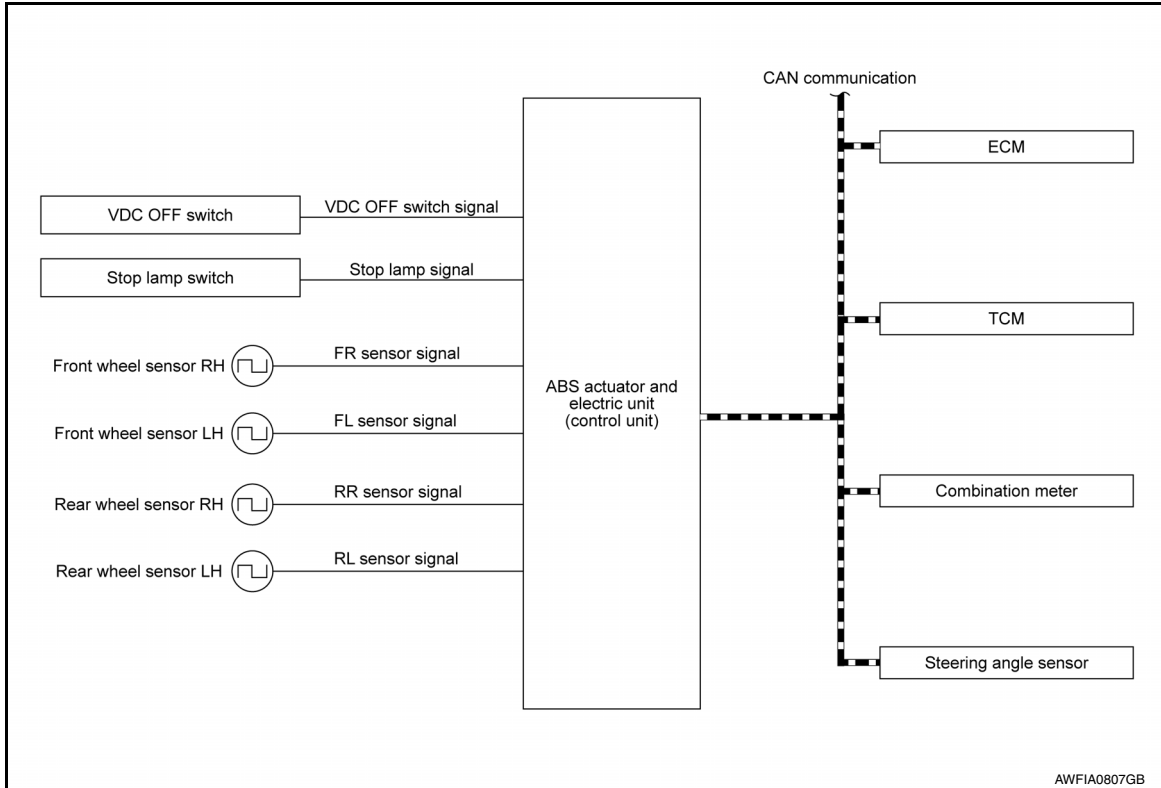 CAN communication
ECM
VDC OFF switch
VDC OFF switch signal
Stop lamp switch
Stop lamp signal
TCM
Front wheel sensor RH
FR sensor signal
ABS actuator and
electric unit
(control unit)
Front wheel sensor LH
FL sensor signal
Rear wheel sensor RH
RR sensor signal
Combination meter
Rear wheel sensor LH
RL sensor signal
Steering angle sensor
AWFIA0807GB